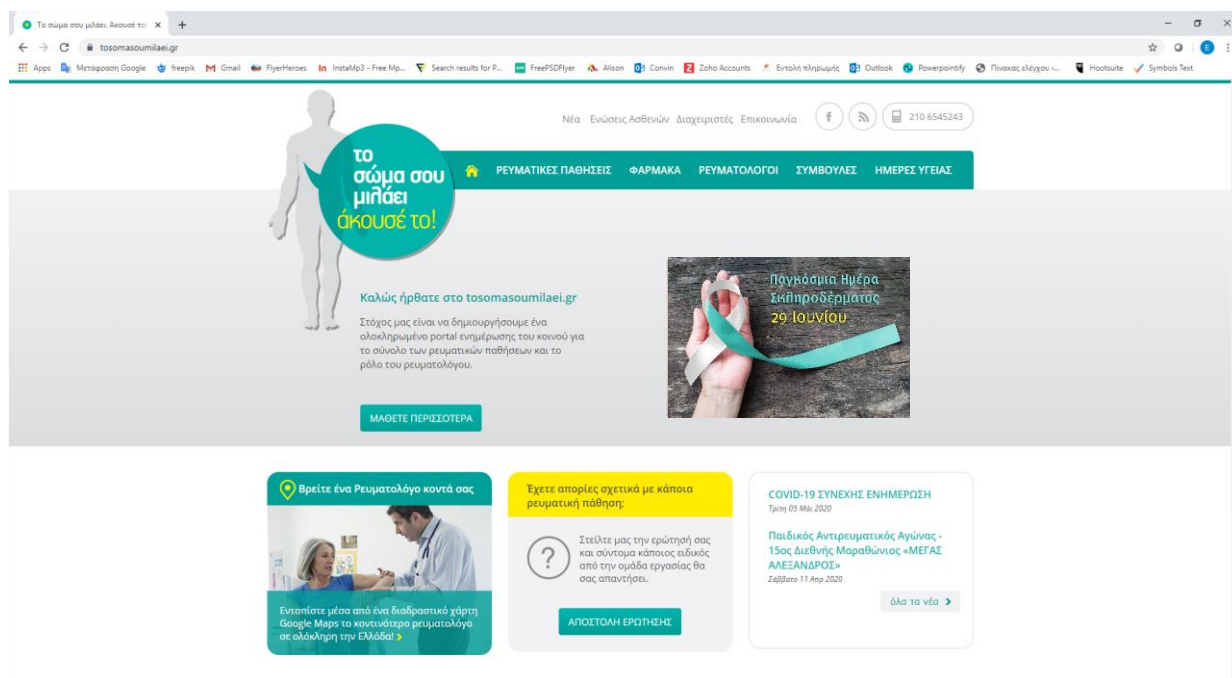 Το σώμα σου μιλάει. Άκουσέ το!
tosomasoumilaei.gr
Apps Μετάφραση Google freepik Gmail FlyerHeroes InstaMp3 - Free Mp... Search results for P... FreePSDFlyer Alison Convin Zoho Accounts Εντολή πληρωμής Outlook Powerpointify Πίνακας ελέγχου ‹... Hootsuite Symbols Text
Νέα Ενώσεις Ασθενών Διαχειριστές Επικοινωνία 210 6545243
το
σώμα σου
μιλάει
άκουσέ το!
ΡΕΥΜΑΤΙΚΕΣ ΠΑΘΗΣΕΙΣ ΦΑΡΜΑΚΑ ΡΕΥΜΑΤΟΛΟΓΟΙ ΣΥΜΒΟΥΛΕΣ ΗΜΕΡΕΣ ΥΓΕΙΑΣ
Καλώς ήρθατε στο tosomasoumilaei.gr
Στόχος μας είναι να δημιουργήσουμε ένα
ολοκληρωμένο portal ενημέρωσης του κοινού για
το σύνολο των ρευματικών παθήσεων και το
ρόλο του ρευματολόγου.
ΜΑΘΕΤΕ ΠΕΡΙΣΣΟΤΕΡΑ
Παγκόσμια Ημέρα
Σκληροδέρματος
29 Ιουνίου
Βρείτε ένα Ρευματολόγο κοντά σας
Εντοπίστε μέσα από ένα διαδραστικό χάρτη
Google Maps το κοντινότερο ρευματολόγο
σε ολόκληρη την Ελλάδα!
Έχετε απορίες σχετικά με κάποια
ρευματική πάθηση;
Στείλτε μας την ερώτησή σας
και σύντομα κάποιος ειδικός
από την ομάδα εργασίας θα
σας απαντήσει.
ΑΠΟΣΤΟΛΗ ΕΡΩΤΗΣΗΣ
COVID-19 ΣΥΝΕΧΗΣ ΕΝΗΜΕΡΩΣΗ
Τρίτη 05 Μάι 2020
Παιδικός Αντιρευματικός Αγώνας -
15ος Διεθνής Μαραθώνιος «ΜΕΓΑΣ
ΑΛΕΞΑΝΔΡΟΣ»
Σάββατο 11 Απρ 2020
όλα τα νέα